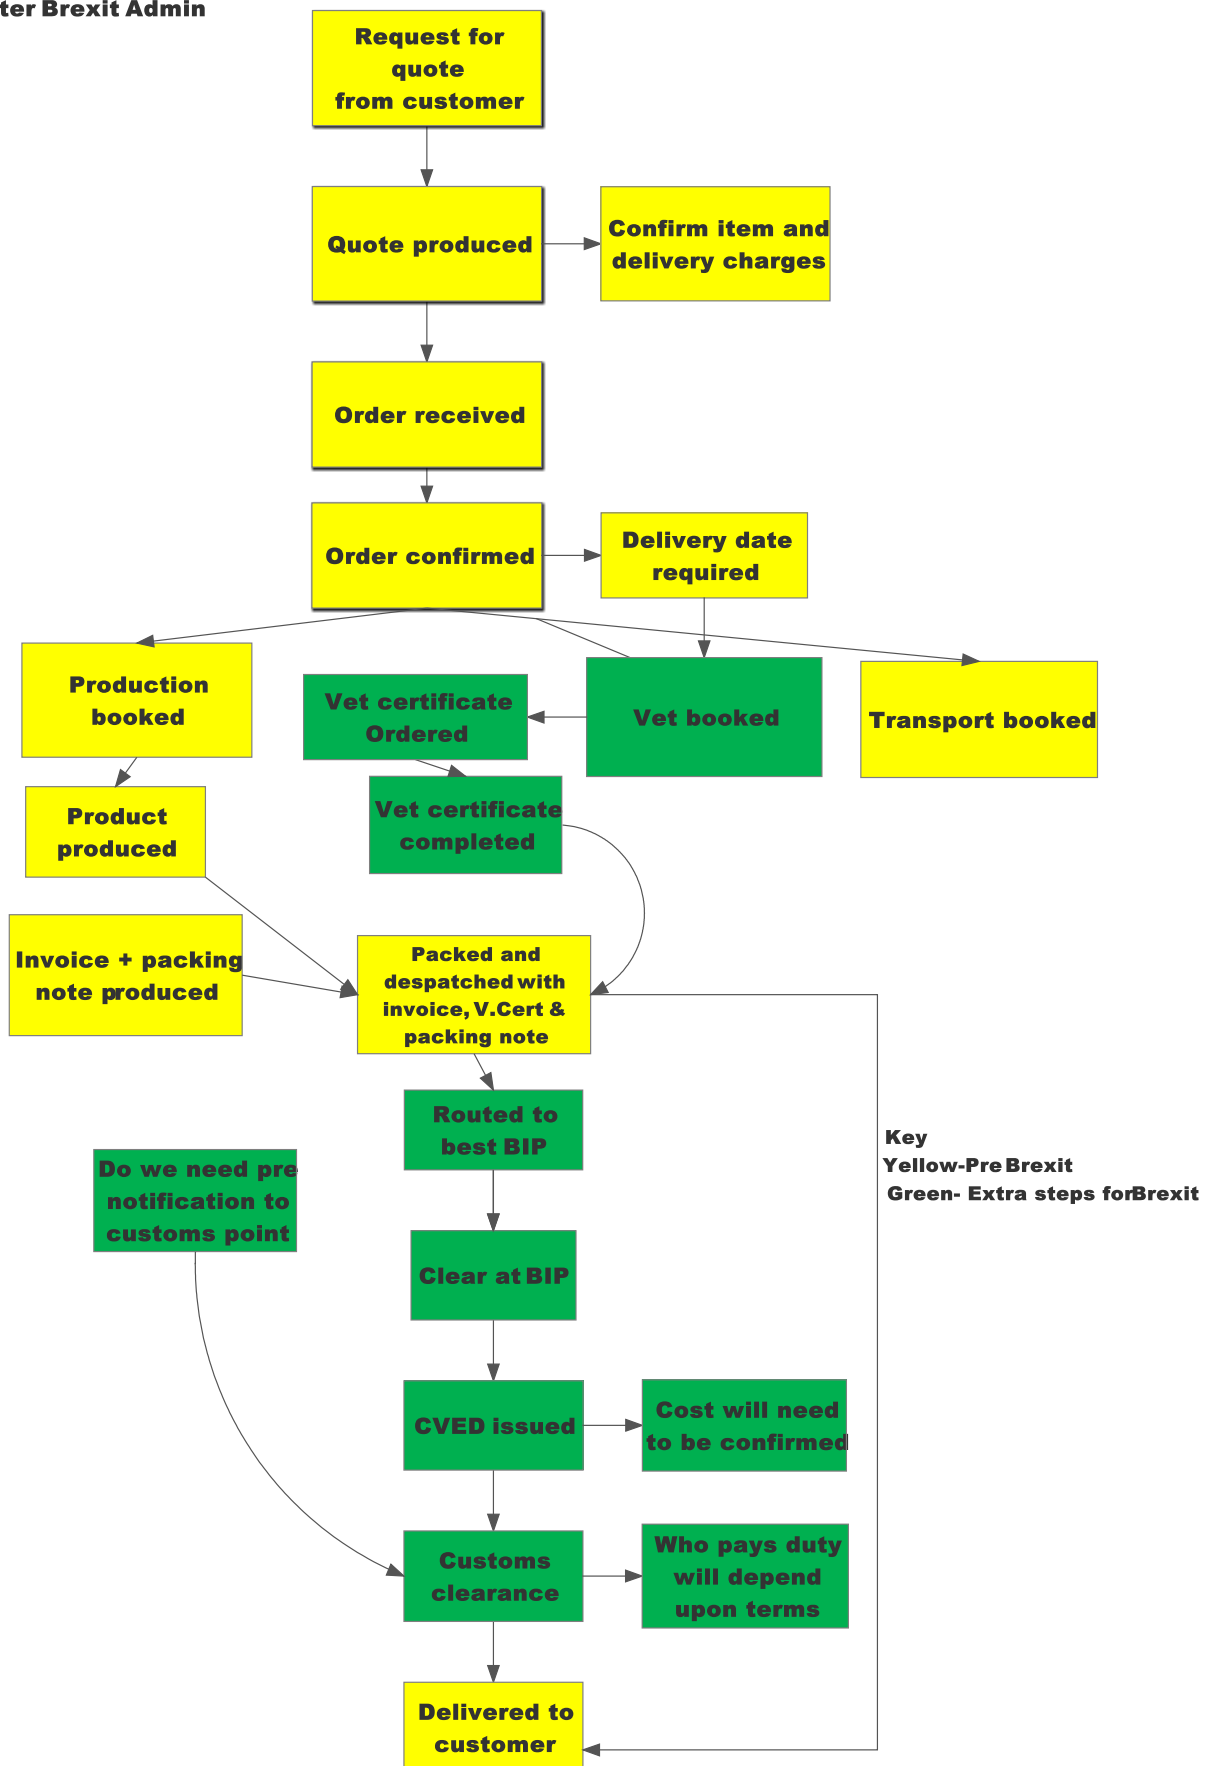 ter Brexit Admin
Request for
quote
from customer
Quote produced
Confirm item and
delivery charges
Order received
Order confirmed
Delivery date
required
Production
booked
Vet certificate
Ordered
Vet booked
Transport booked
Product
produced
Vet certificate
completed
Invoice + packing
note produced
Packed and
despatched with
invoice, V.Cert &
packing note
Routed to
best BIP
Key
Yellow-Pre Brexit
Green- Extra steps for Brexit
Do we need pre
notification to
customs point
Clear at BIP
CVED issued
Cost will need
to be confirmed
Customs
clearance
Who pays duty
will depend
upon terms
Delivered to
customer